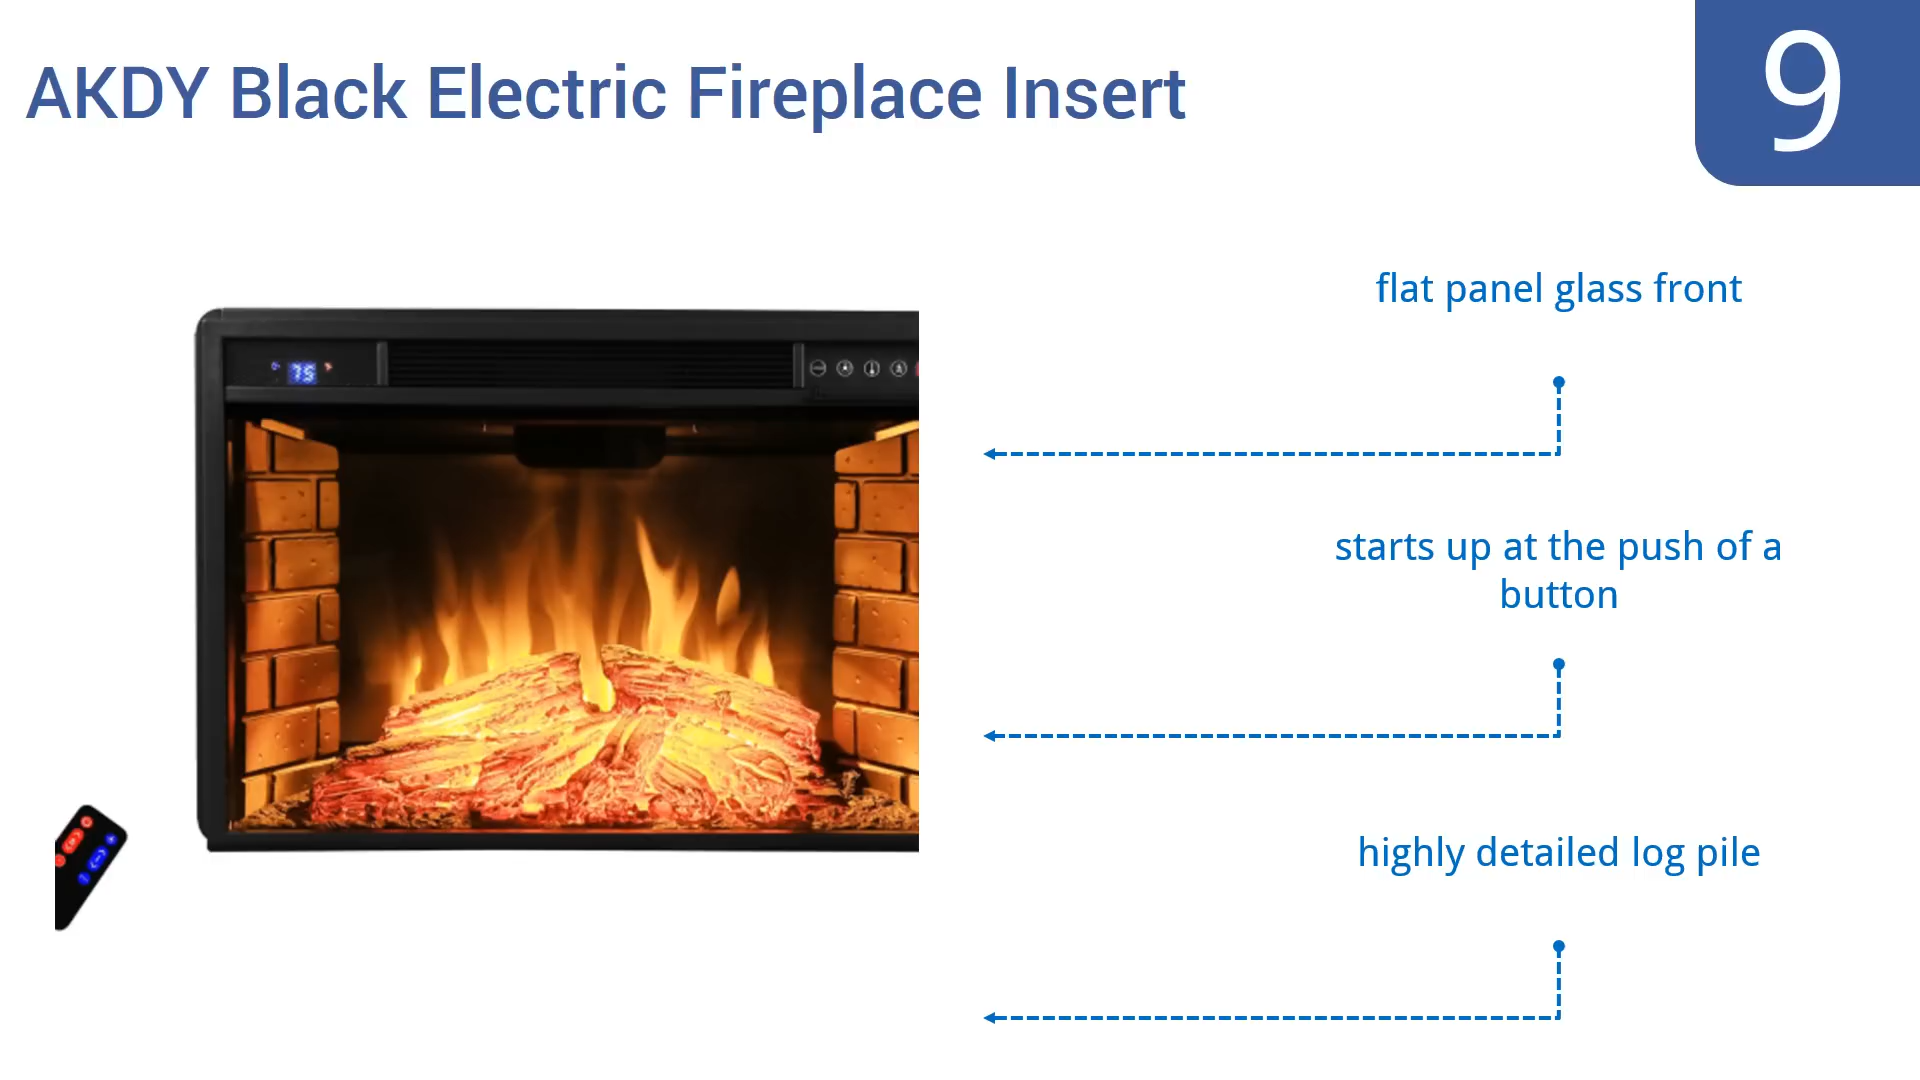 AKDY Black Electric Fireplace Insert
9
flat panel glass front
75
starts up at the push of a
button
highly detailed log pile